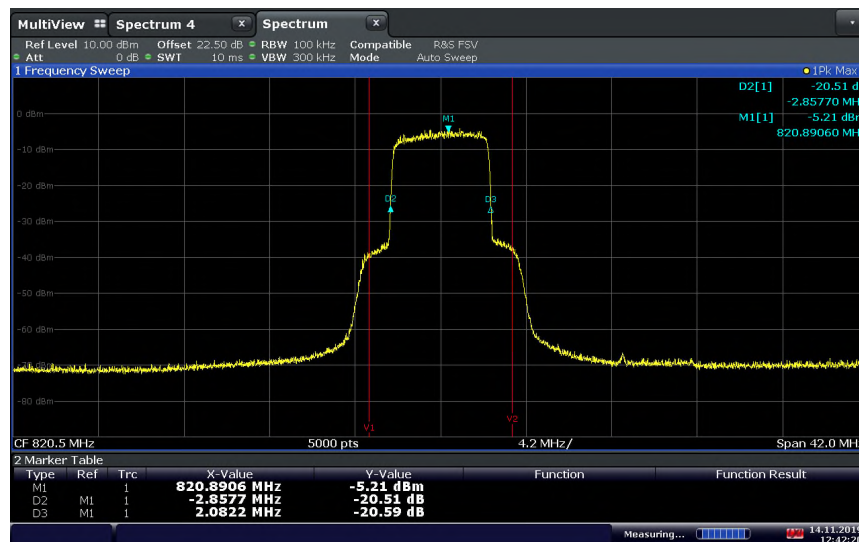 MultiView Spectrum 4 X Spectrum X
Ref Level 10.00 dBm Offset 22.50 dB RBW 100 kHz Compatible R&S FSV
Att 0 dB SWT 10 ms VBW 300 kHz Mode Auto Sweep
1 Frequency Sweep 1Pk Max
D2[1] -20.51 d
-2.85770 MH
M1[1] -5.21 dBr
820.89060 MH
M1
0 dBm
-10 dBm
-20 dBm
D2 D3
-30 dBm
-40 dBm
-50 dBm
-60 dBm
-70 dBm
-80 dBm
V1 V2
CF 820.5 MHz 5000 pts 4.2 MHz/ Span 42.0 MH
2 Marker Table
Type Ref Trc X-Value Y-Value Function Function Result
M1 1 820.8906 MHz -5.21 dBm
D2 M1 1 -2.8577 MHz -20.51 dB
D3 M1 1 2.0822 MHz -20.59 dB
Measuring... 14.11.2019